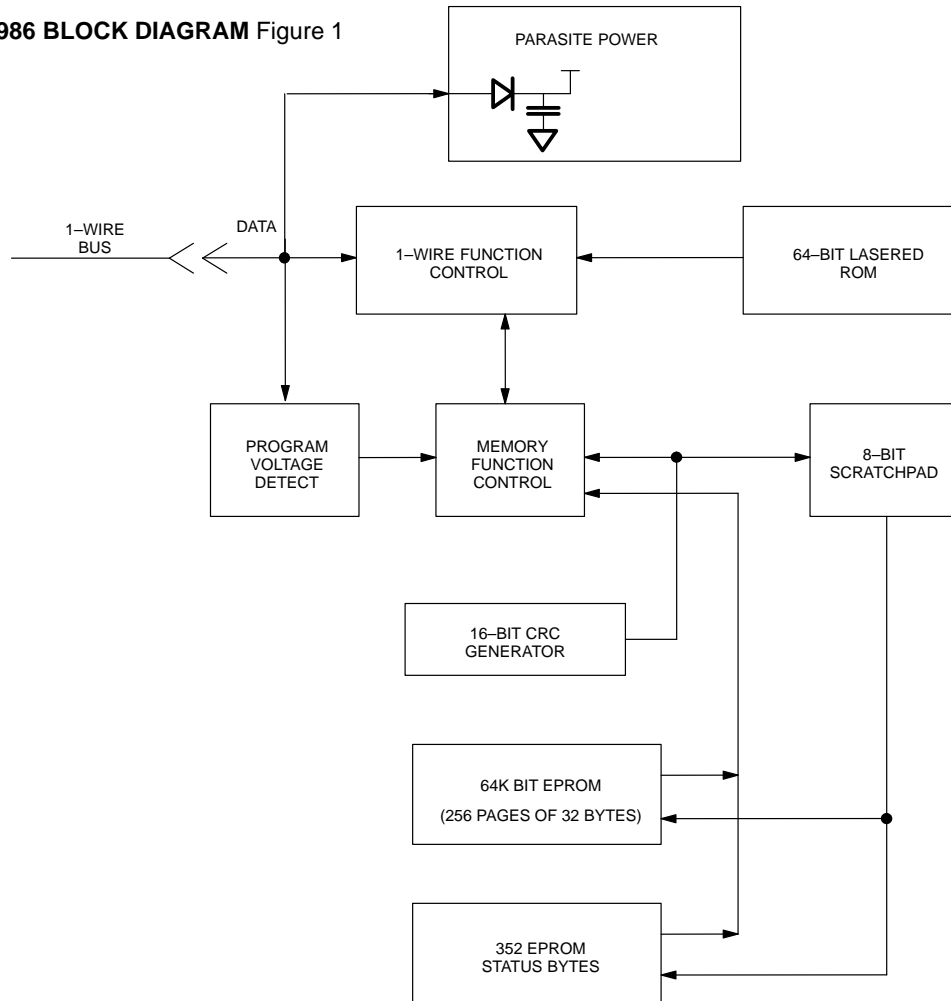 986 BLOCK DIAGRAM Figure 1
PARASITE POWER
1–WIRE
BUS
DATA
1–WIRE FUNCTION
CONTROL
64–BIT LASERED
ROM
PROGRAM
VOLTAGE
DETECT
MEMORY
FUNCTION
CONTROL
8–BIT
SCRATCHPAD
16–BIT CRC
GENERATOR
64K BIT EPROM
(256 PAGES OF 32 BYTES)
352 EPROM
STATUS BYTES